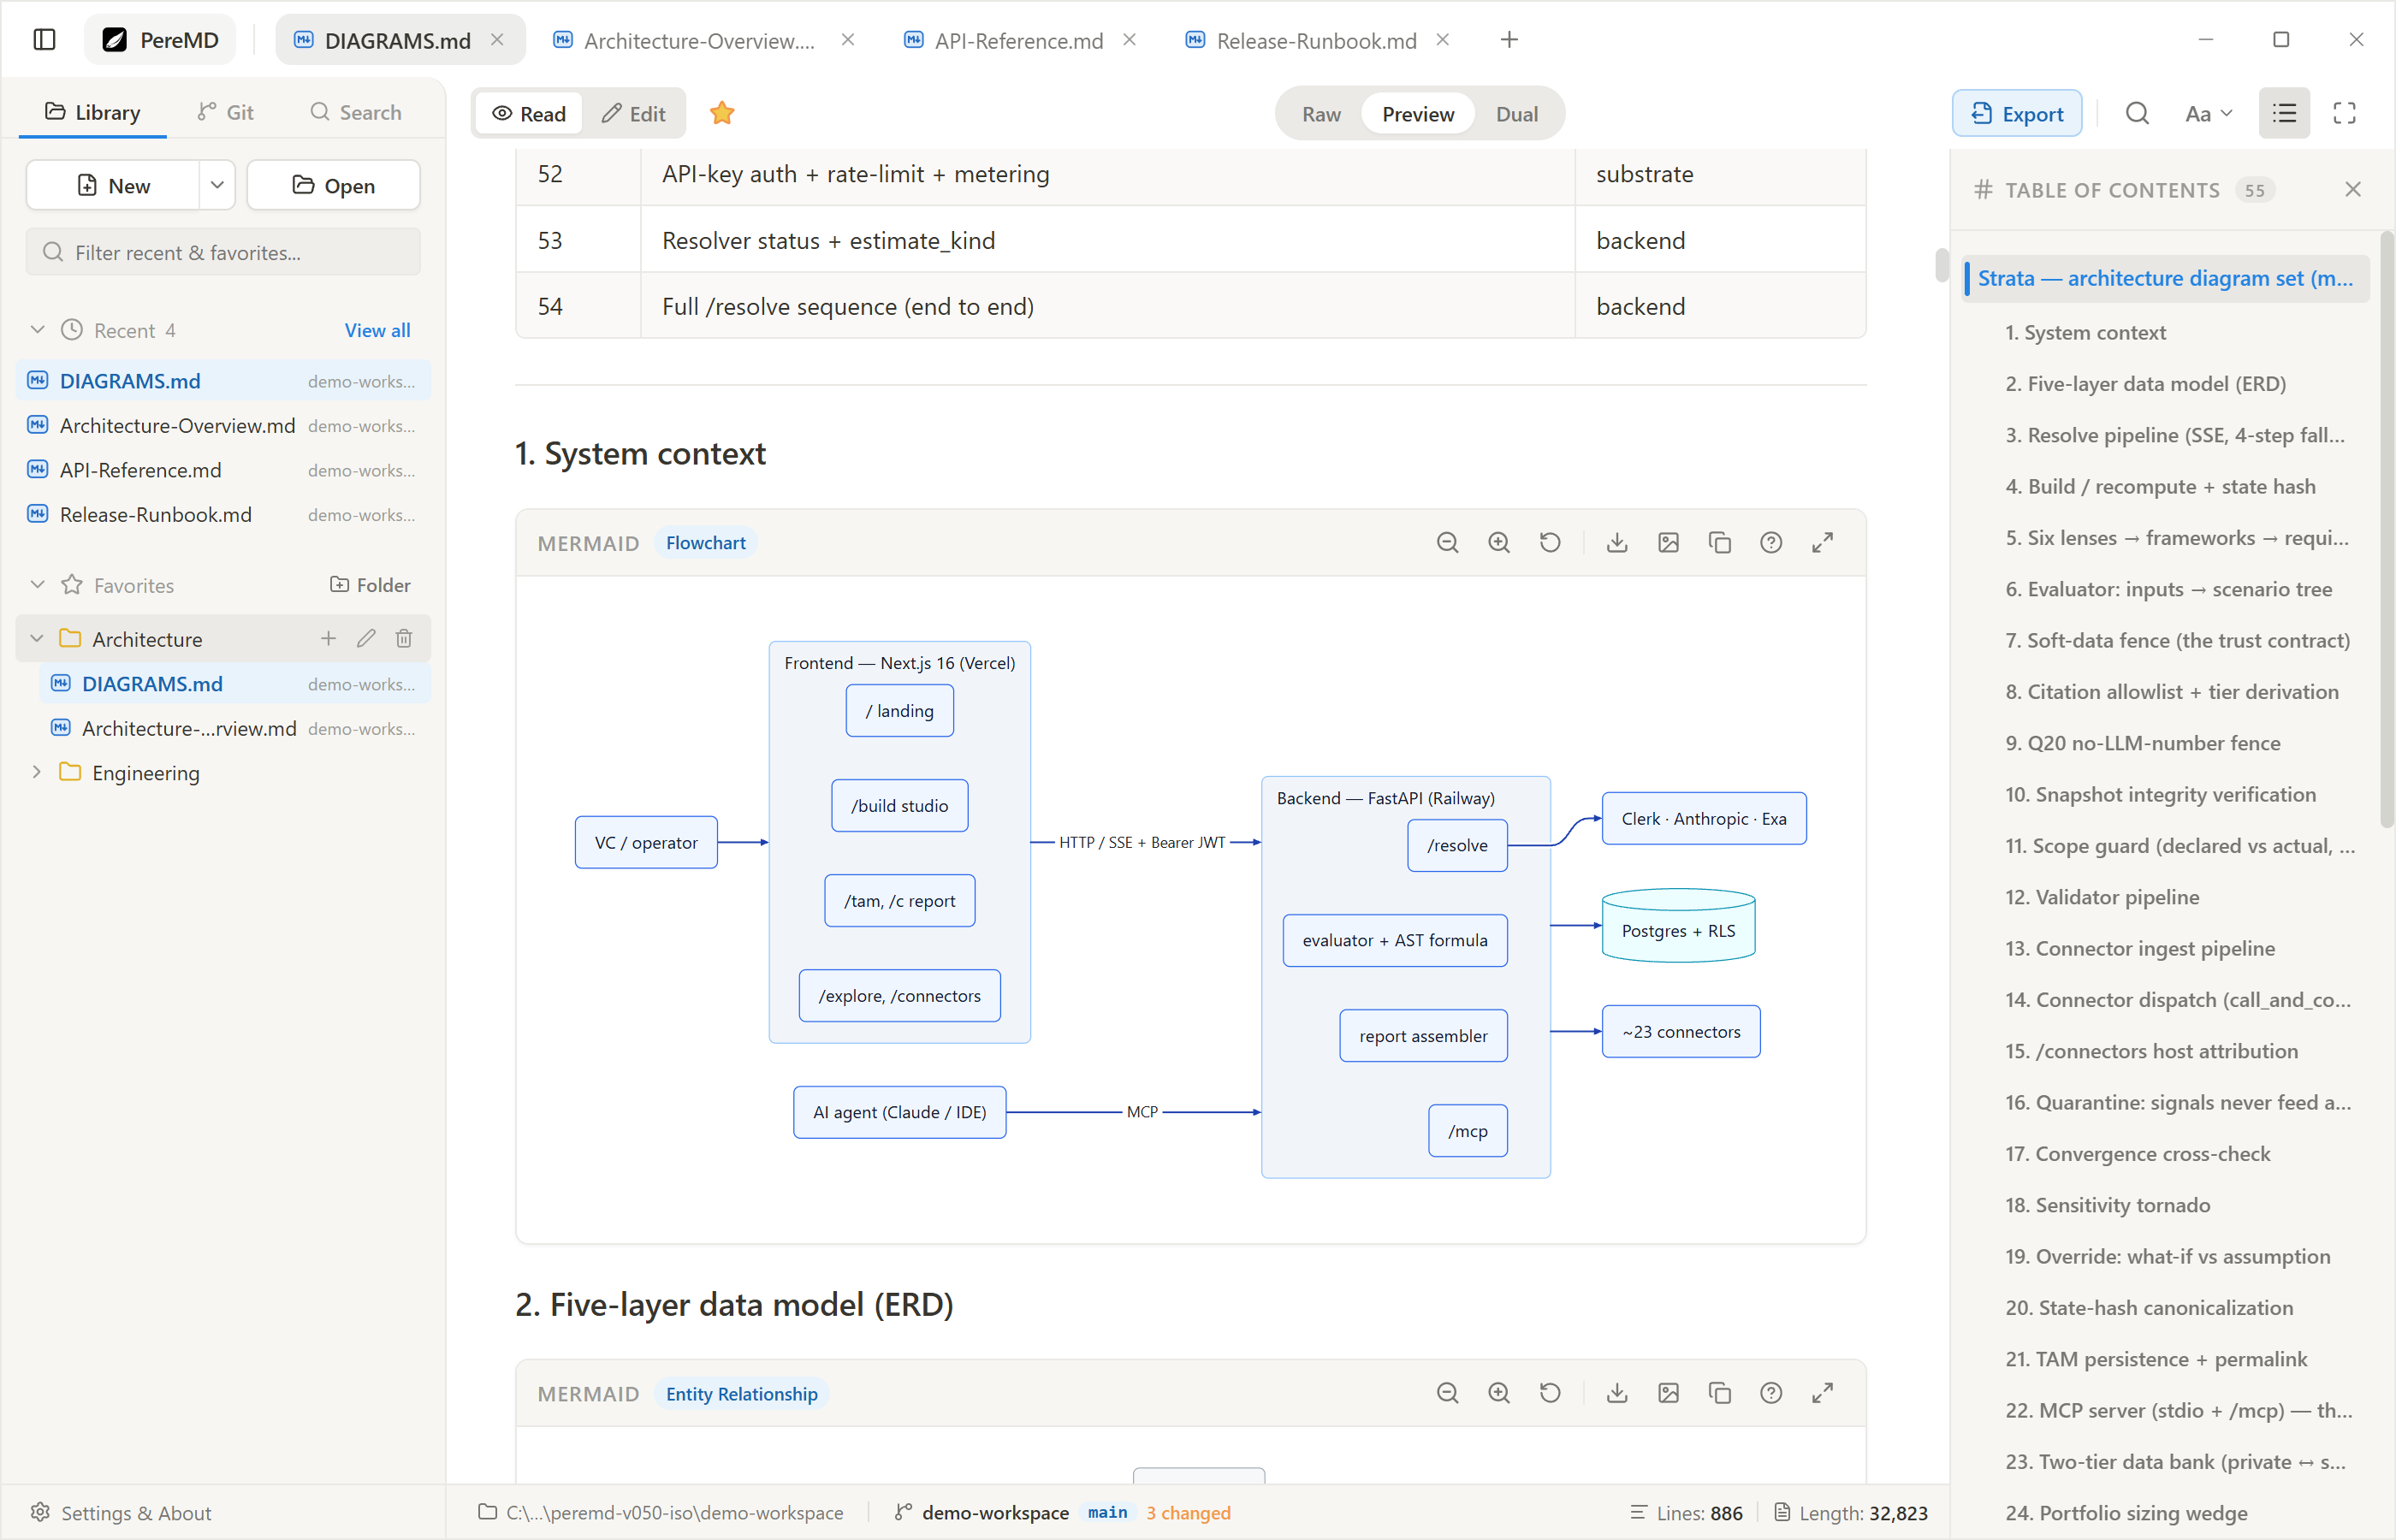 PereMD
DIAGRAMS.md
Architecture-Overview....
API-Reference.md
Release-Runbook.md
Library
Git
Search
New
Open
Filter recent & favorites...
Recent 4
View all
DIAGRAMS.md demo-works...
Architecture-Overview.md demo-works...
API-Reference.md demo-works...
Release-Runbook.md demo-works...
Favorites
Folder
Architecture
DIAGRAMS.md demo-works...
Architecture-...rview.md demo-works...
Engineering
Settings & About
Read
Edit
Raw
Preview
Dual
Export
Aa
52 API-key auth + rate-limit + metering substrate
53 Resolver status + estimate_kind backend
54 Full /resolve sequence (end to end) backend
1. System context
MERMAID Flowchart
Frontend — Next.js 16 (Vercel)
/ landing
/build studio
/tam, /c report
/explore, /connectors
VC / operator
HTTP / SSE + Bearer JWT
AI agent (Claude / IDE)
MCP
Backend — FastAPI (Railway)
/resolve
evaluator + AST formula
report assembler
/mcp
Clerk · Anthropic · Exa
Postgres + RLS
~23 connectors
2. Five-layer data model (ERD)
MERMAID Entity Relationship
# TABLE OF CONTENTS 55
Strata — architecture diagram set (m...
1. System context
2. Five-layer data model (ERD)
3. Resolve pipeline (SSE, 4-step fall...
4. Build / recompute + state hash
5. Six lenses → frameworks → requi...
6. Evaluator: inputs → scenario tree
7. Soft-data fence (the trust contract)
8. Citation allowlist + tier derivation
9. Q20 no-LLM-number fence
10. Snapshot integrity verification
11. Scope guard (declared vs actual, ...
12. Validator pipeline
13. Connector ingest pipeline
14. Connector dispatch (call_and_co...
15. /connectors host attribution
16. Quarantine: signals never feed a...
17. Convergence cross-check
18. Sensitivity tornado
19. Override: what-if vs assumption
20. State-hash canonicalization
21. TAM persistence + permalink
22. MCP server (stdio + /mcp) — th...
23. Two-tier data bank (private ↔ s...
24. Portfolio sizing wedge
C:\...\peremd-v050-iso\demo-workspace
demo-workspace main 3 changed
Lines: 886
Length: 32,823